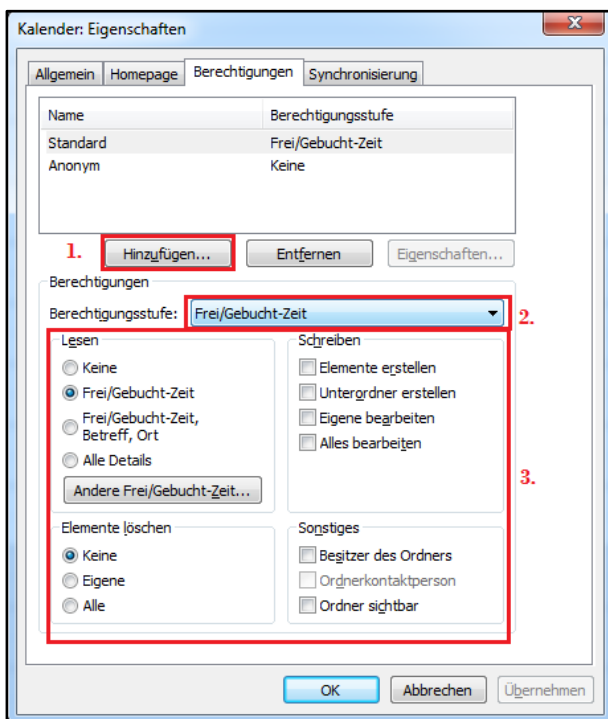 Kalender: Eigenschaften
Allgemein Homepage Berechtigungen Synchronisierung
Name Berechtigungsstufe
Standard Frei/Gebucht-Zeit
Anonym Keine
1. Hinzufügen... Entfernen Eigenschaften...
Berechtigungen
Berechtigungsstufe: Frei/Gebucht-Zeit 2.
Lesen Schreiben
Keine Elemente erstellen
Frei/Gebucht-Zeit Unterordner erstellen
Frei/Gebucht-Zeit, Eigene bearbeiten
Betreff, Ort
Alle Details Alles bearbeiten
Andere Frei/Gebucht-Zeit... 3.
Elemente löschen Sonstiges
Keine Besitzer des Ordners
Eigene Ordnerkontaktperson
Alle Ordner sichtbar
OK Abbrechen Übernehmen